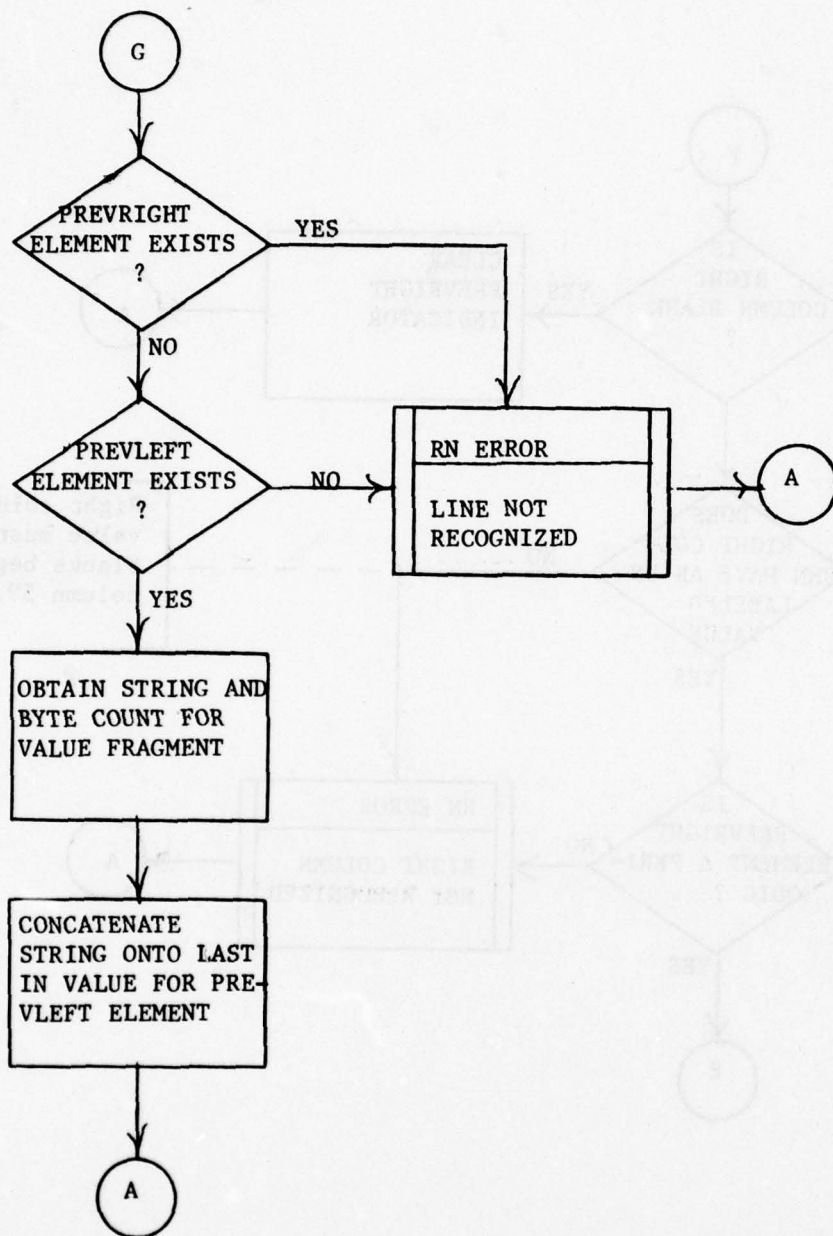 G
PREVRIGHT
ELEMENT EXISTS
?
YES
NO
PREVLEFT
ELEMENT EXISTS
?
NO
RN ERROR
LINE NOT
RECOGNIZED
A
YES
OBTAIN STRING AND
BYTE COUNT FOR
VALUE FRAGMENT
CONCATENATE
STRING ONTO LAST
IN VALUE FOR PRE-
VLEFT ELEMENT
A